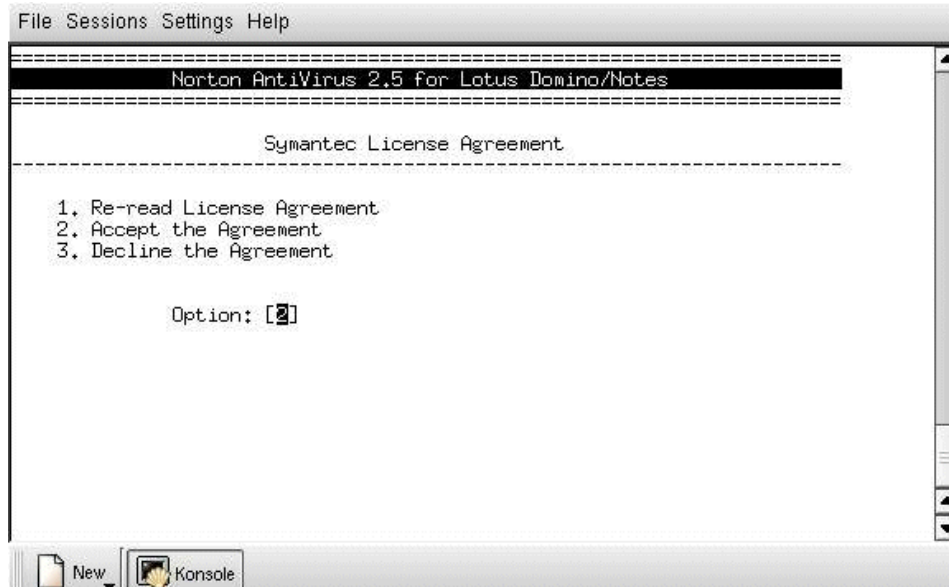 File Sessions Settings Help
Norton AntiVirus 2.5 for Lotus Domino/Notes
Symantec License Agreement
1. Re-read License Agreement
2. Accept the Agreement
3. Decline the Agreement
Option: [2]
New
Konsole